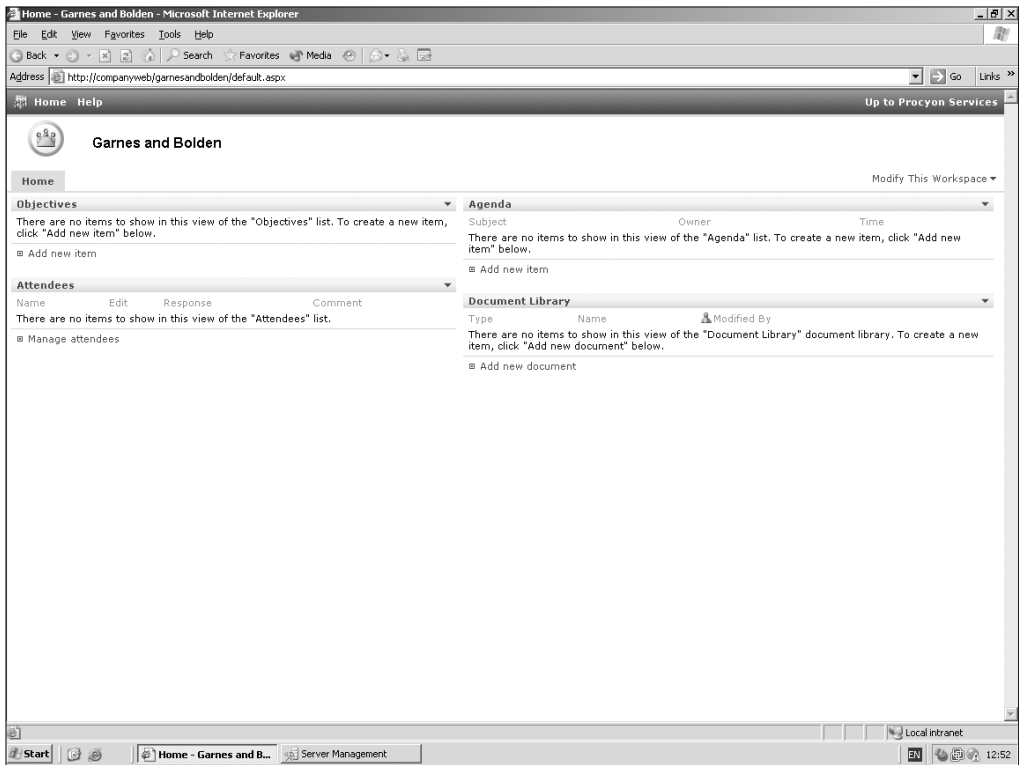 Home - Garnes and Bolden - Microsoft Internet Explorer
File Edit View Favorites Tools Help
Back Search Favorites Media
Address http://companyweb/garnesandbolden/default.aspx Go Links »
Home Help Up to Procyon Services
Garnes and Bolden
Home Modify This Workspace
Objectives
There are no items to show in this view of the "Objectives" list. To create a new item,
click "Add new item" below.
Add new item
Attendees
Name Edit Response Comment
There are no items to show in this view of the "Attendees" list.
Manage attendees
Agenda
Subject Owner Time
There are no items to show in this view of the "Agenda" list. To create a new item, click "Add new
item" below.
Add new item
Document Library
Type Name Modified By
There are no items to show in this view of the "Document Library" document library. To create a new
item, click "Add new document" below.
Add new document
Local intranet
Start Home - Garnes and B... Server Management EN 12:52